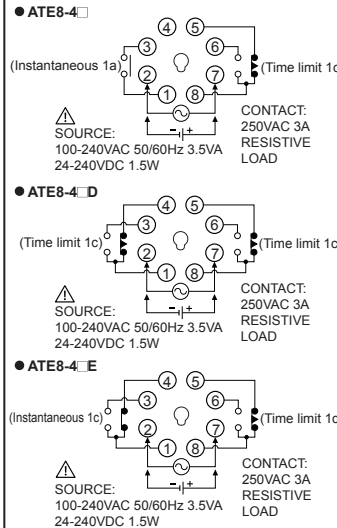 ● ATE8-4□
④ ⑤
③ ⑥
(Instantaneous 1a) (Time limit 1c
② ⑦
① ⑧
- +
CONTACT:
250VAC 3A
RESISTIVE
LOAD
⚠
SOURCE:
100-240VAC 50/60Hz 3.5VA
24-240VDC 1.5W
● ATE8-4□D
④ ⑤
③ ⑥
(Time limit 1c) (Time limit 1c
② ⑦
① ⑧
- +
CONTACT:
250VAC 3A
RESISTIVE
LOAD
⚠
SOURCE:
100-240VAC 50/60Hz 3.5VA
24-240VDC 1.5W
● ATE8-4□E
④ ⑤
③ ⑥
(Instantaneous 1c) (Time limit 1c
② ⑦
① ⑧
- +
CONTACT:
250VAC 3A
RESISTIVE
LOAD
⚠
SOURCE:
100-240VAC 50/60Hz 3.5VA
24-240VDC 1.5W